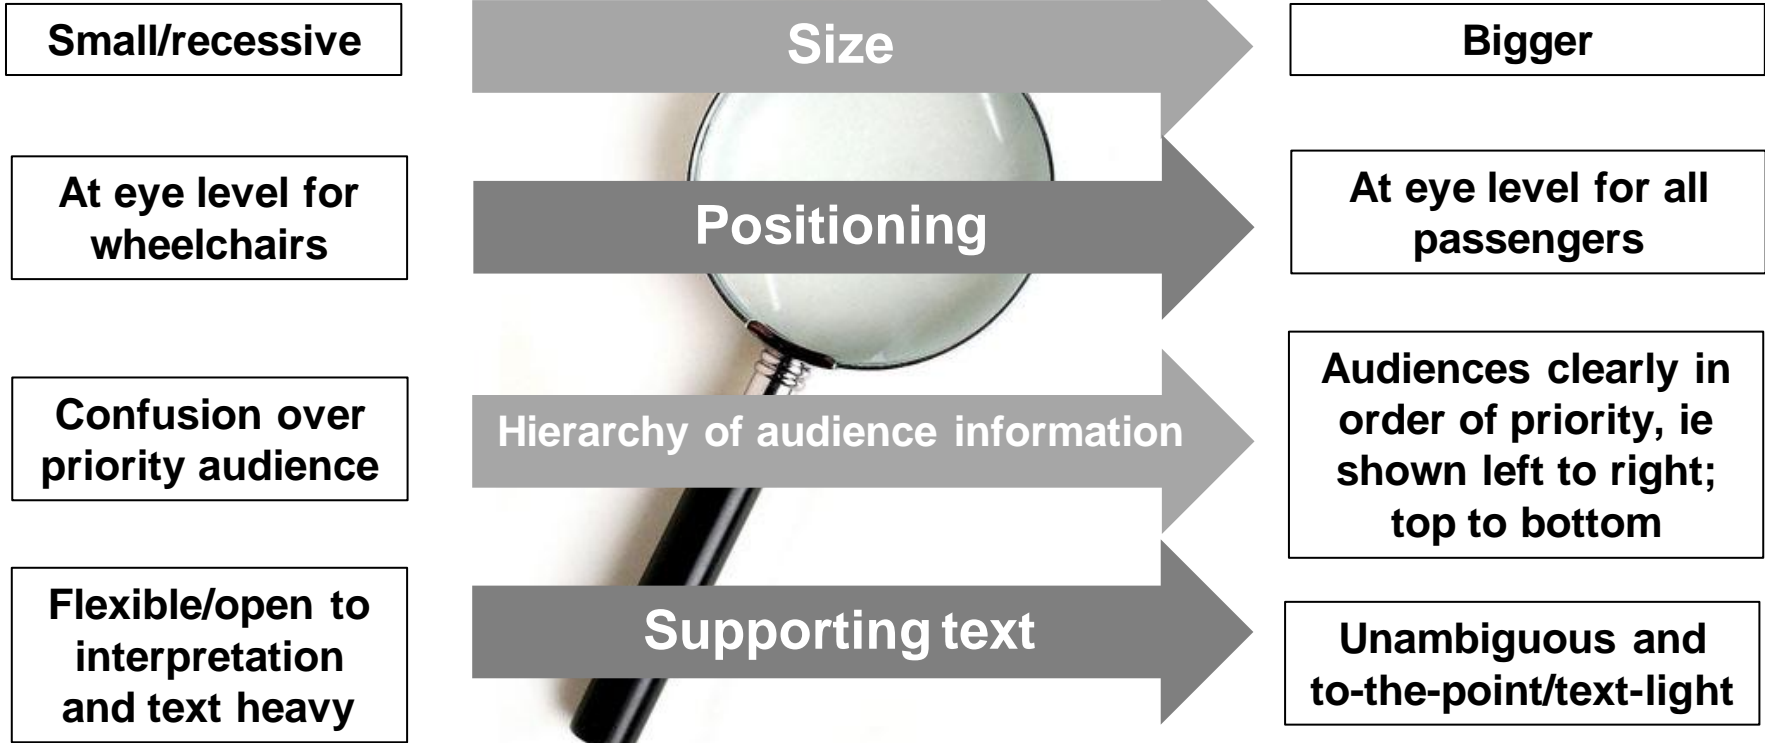 Small/recessive
Size
Bigger
At eye level for
wheelchairs
Positioning
At eye level for all
passengers
Confusion over
priority audience
Hierarchy of audience information
Audiences clearly in
order of priority, ie
shown left to right;
top to bottom
Flexible/open to
interpretation
and text heavy
Supporting text
Unambiguous and
to-the-point/text-light